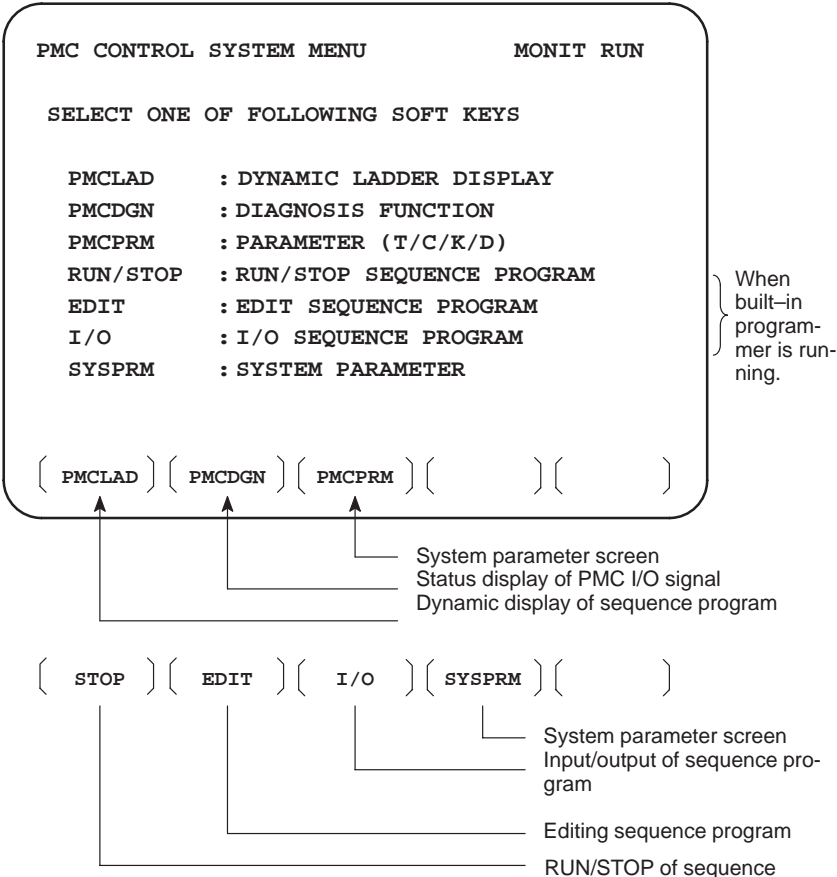 PMC CONTROL SYSTEM MENU MONIT RUN
SELECT ONE OF FOLLOWING SOFT KEYS
PMCLAD : DYNAMIC LADDER DISPLAY
PMCDGN : DIAGNOSIS FUNCTION
PMCPRM : PARAMETER (T/C/K/D)
RUN/STOP : RUN/STOP SEQUENCE PROGRAM
EDIT : EDIT SEQUENCE PROGRAM
I/O : I/O SEQUENCE PROGRAM
SYSPRM : SYSTEM PARAMETER
When
built–in
program-
mer is run-
ning.
PMCLAD PMCDGN PMCPRM
System parameter screen
Status display of PMC I/O signal
Dynamic display of sequence program
STOP EDIT I/O SYSPRM
System parameter screen
Input/output of sequence pro-
gram
Editing sequence program
RUN/STOP of sequence